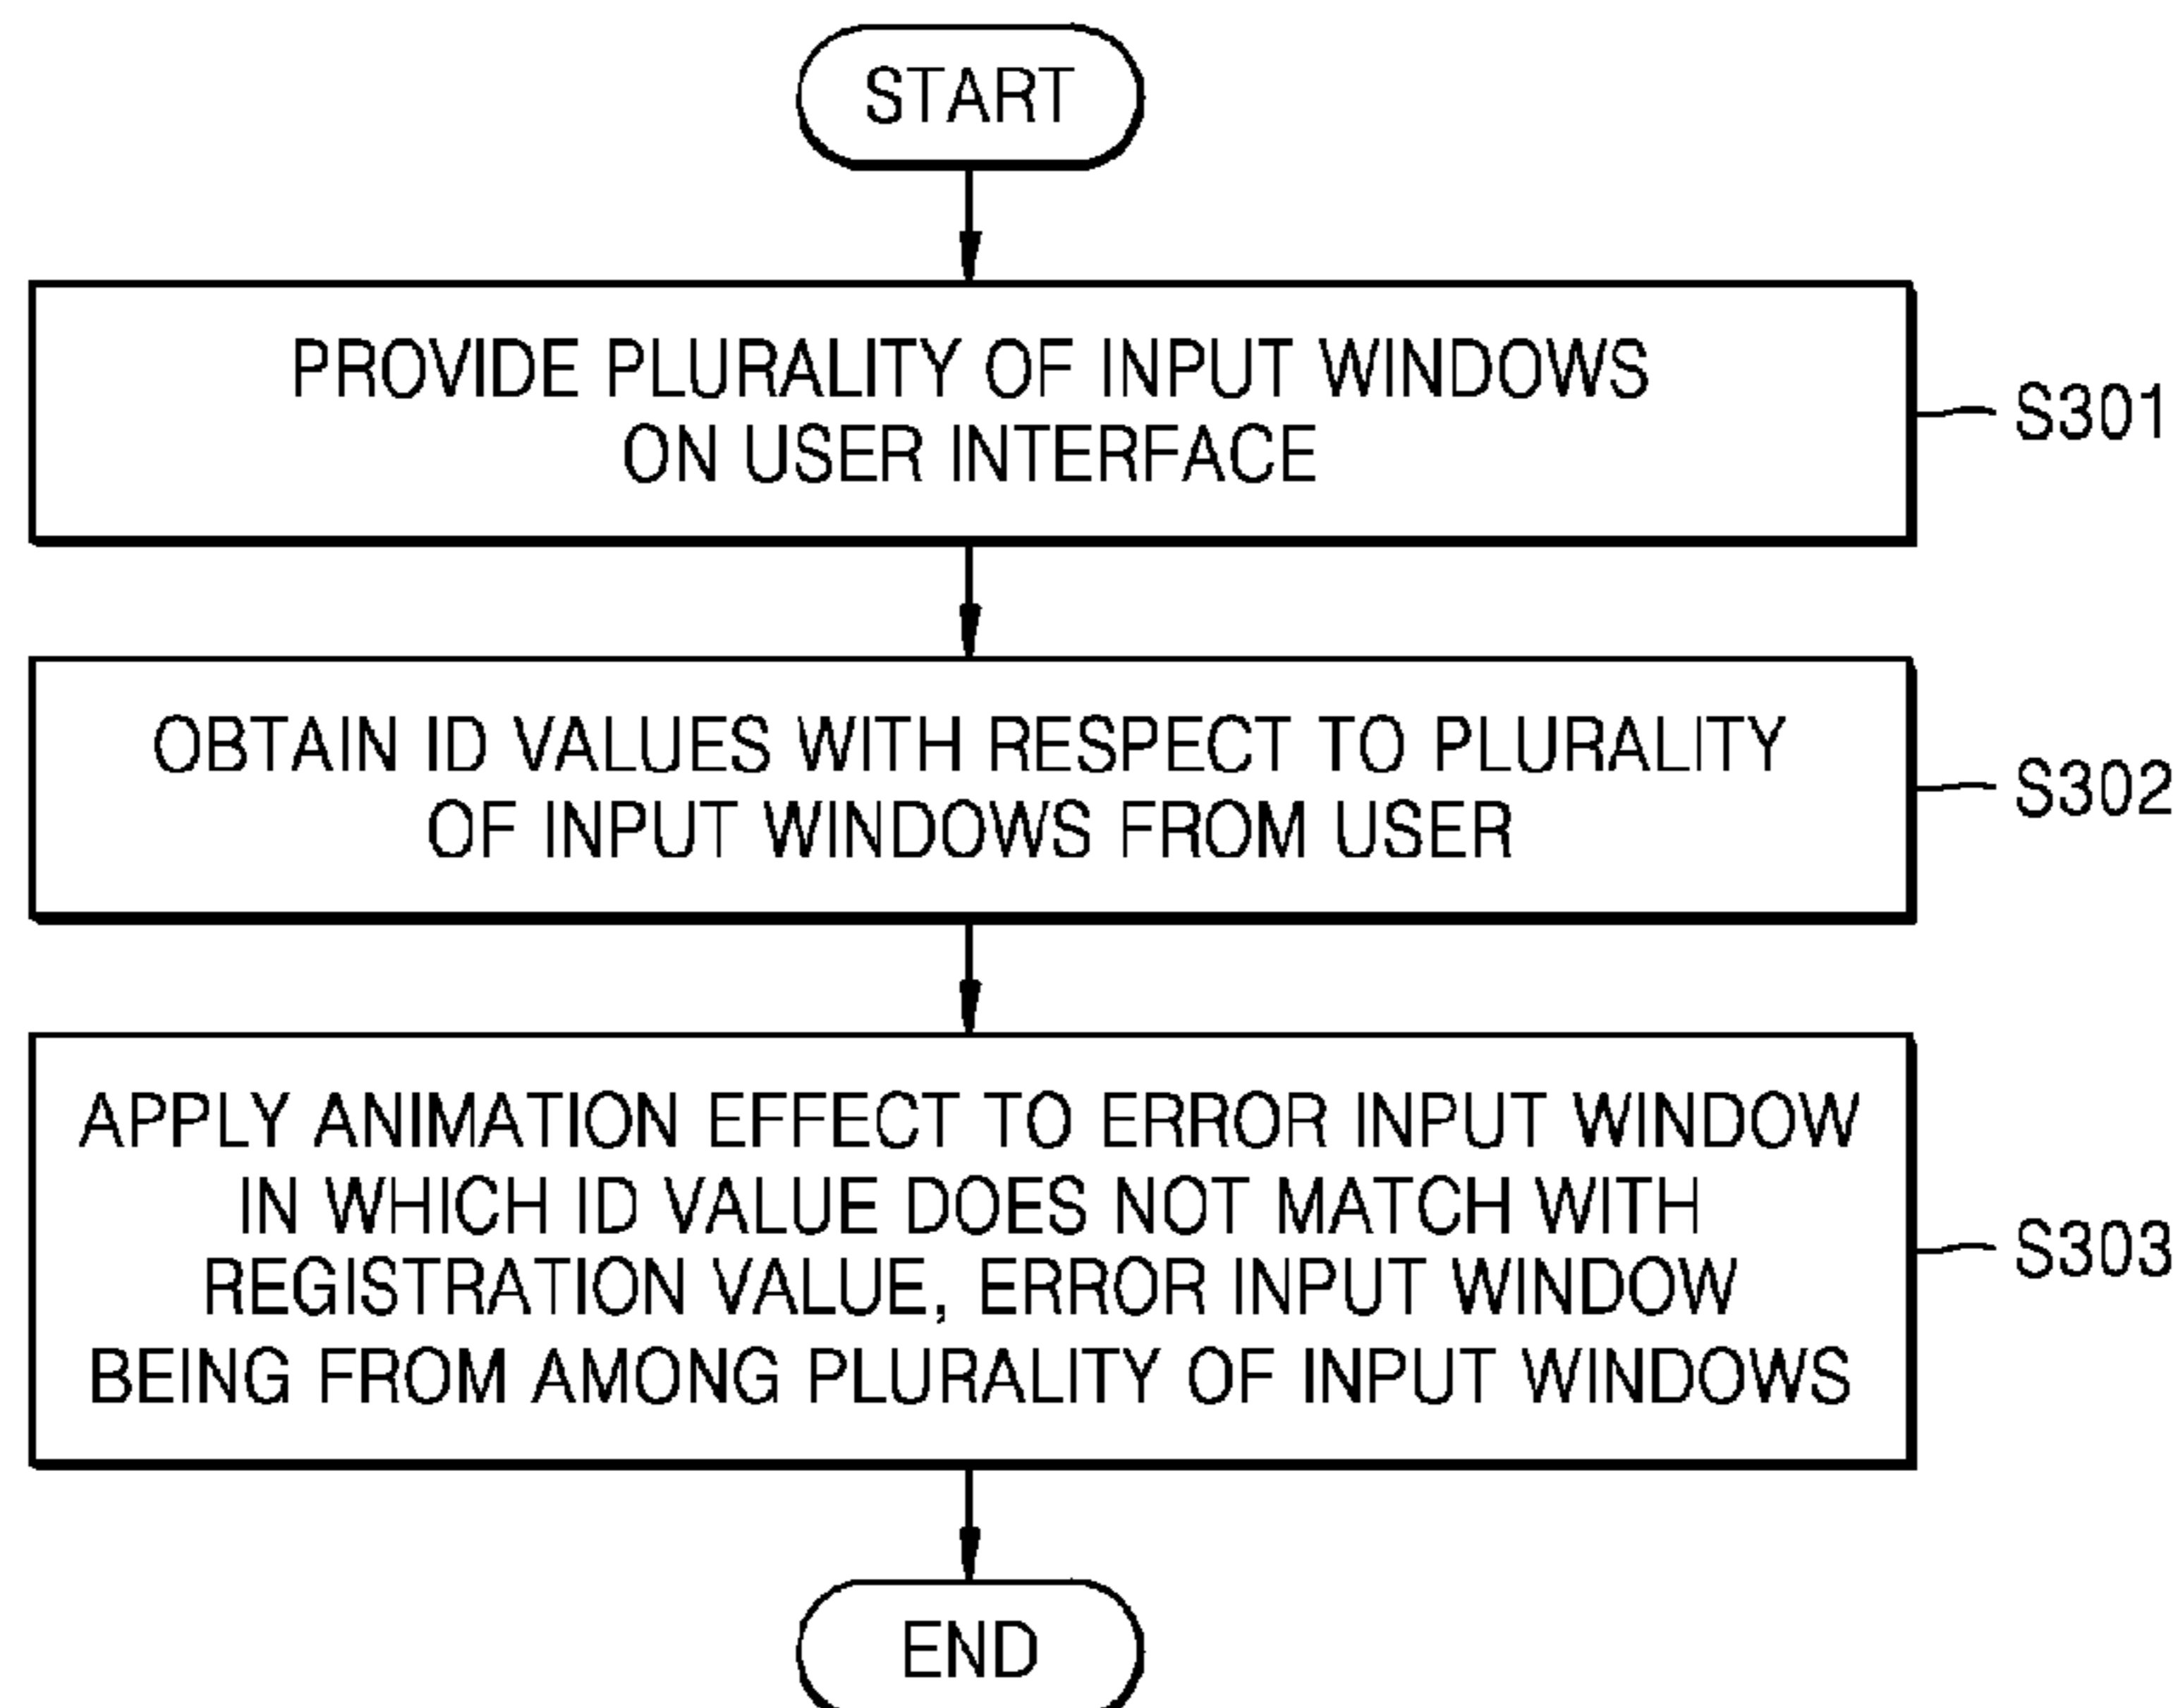 START
PROVIDE PLURALITY OF INPUT WINDOWS
ON USER INTERFACE
S301
OBTAIN ID VALUES WITH RESPECT TO PLURALITY
OF INPUT WINDOWS FROM USER
S302
APPLY ANIMATION EFFECT TO ERROR INPUT WINDOW
IN WHICH ID VALUE DOES NOT MATCH WITH
REGISTRATION VALUE, ERROR INPUT WINDOW
BEING FROM AMONG PLURALITY OF INPUT WINDOWS
S303
END